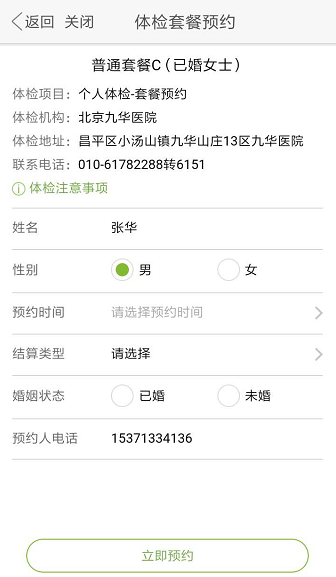 返回 关闭 体检套餐预约
普通套餐C（已婚女士）
体检项目：个人体检-套餐预约
体检机构：北京九华医院
体检地址：昌平区小汤山镇九华山庄13区九华医院
联系电话：010-61782288转6151
体检注意事项
姓名 张华
性别 男 女
预约时间 请选择预约时间
结算类型 请选择
婚姻状态 已婚 未婚
预约人电话 15371334136
立即预约